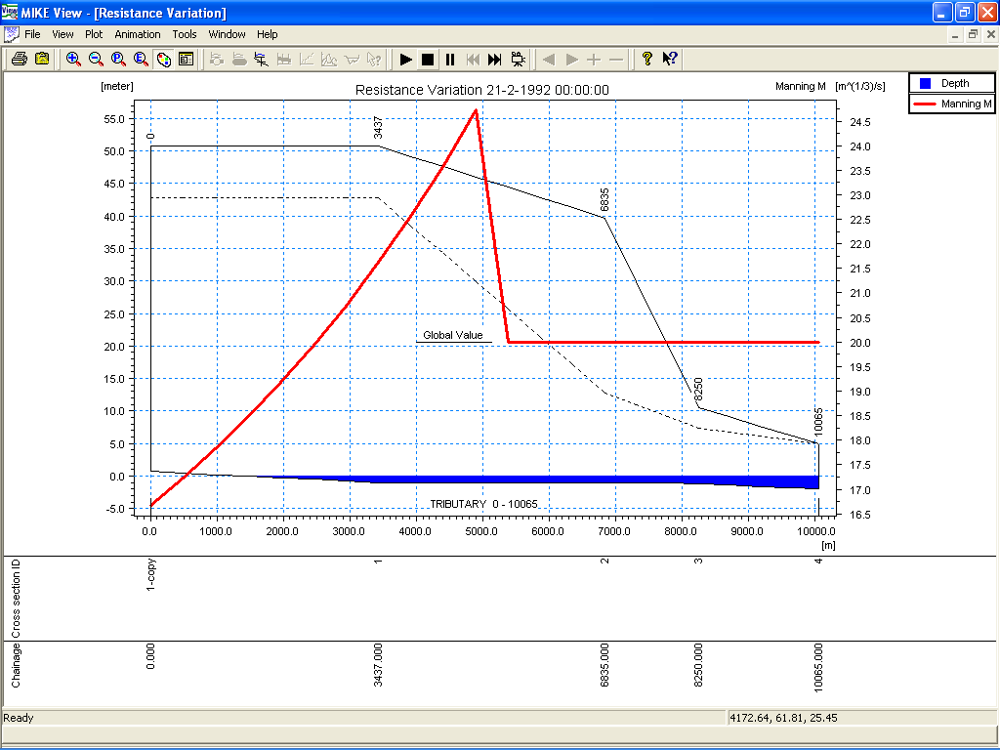 MIKE View - [Resistance Variation]
File View Plot Animation Tools Window Help
[meter] Resistance Variation 21-2-1992 00:00:00 Manning M [m^(1/3)/s]
Depth
Manning M
55.0
50.0
45.0
40.0
35.0
30.0
25.0
20.0
15.0
10.0
5.0
0.0
-5.0
24.5
24.0
23.5
23.0
22.5
22.0
21.5
21.0
20.5
20.0
19.5
19.0
18.5
18.0
17.5
17.0
16.5
0
3437
6835
8250
10065
Global Value
TRIBUTARY 0 - 10065
0.0 1000.0 2000.0 3000.0 4000.0 5000.0 6000.0 7000.0 8000.0 9000.0 10000.0
[m]
Cross section ID 1-copy 1 2 3 4
Chainage 0.000 3437.000 6835.000 8250.000 10065.000
Ready 4172.64, 61.81, 25.45